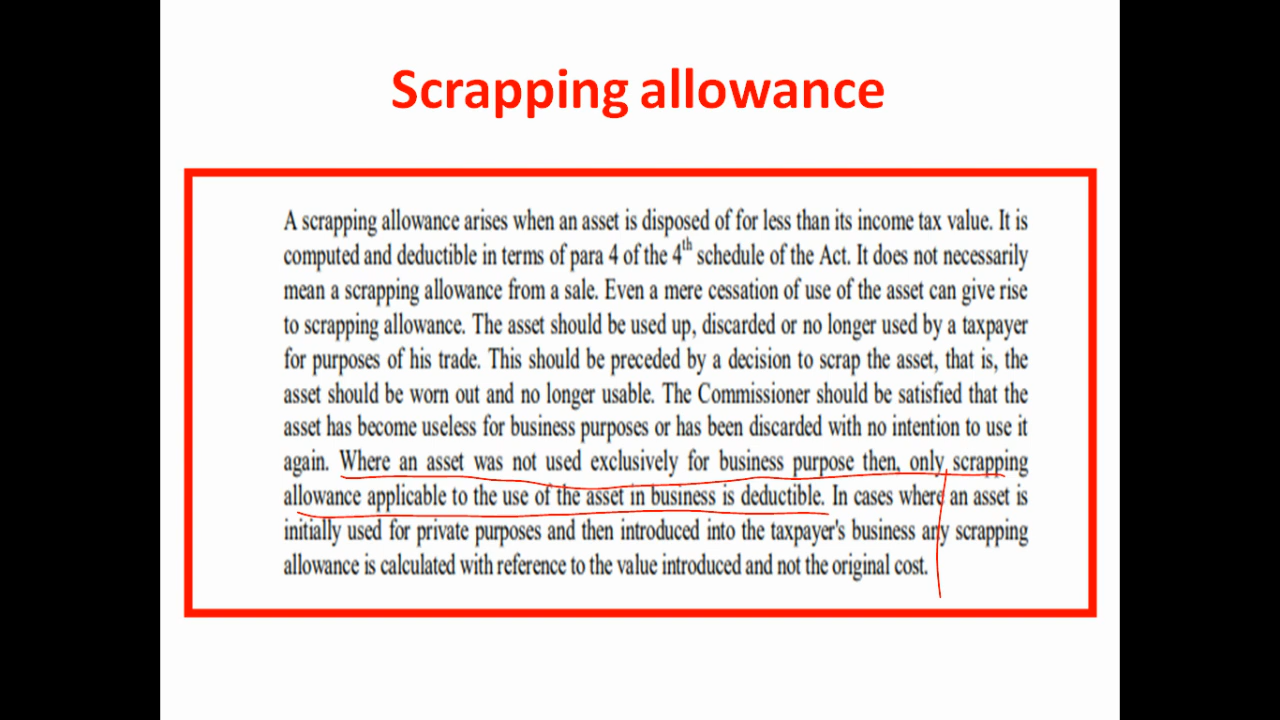 Scrapping allowance
A scrapping allowance arises when an asset is disposed of for less than its income tax value. It is
computed and deductible in terms of para 4 of the 4th schedule of the Act. It does not necessarily
mean a scrapping allowance from a sale. Even a mere cessation of use of the asset can give rise
to scrapping allowance. The asset should be used up, discarded or no longer used by a taxpayer
for purposes of his trade. This should be preceded by a decision to scrap the asset, that is, the
asset should be worn out and no longer usable. The Commissioner should be satisfied that the
asset has become useless for business purposes or has been discarded with no intention to use it
again. Where an asset was not used exclusively for business purpose then, only scrapping
allowance applicable to the use of the asset in business is deductible. In cases where an asset is
initially used for private purposes and then introduced into the taxpayer's business any scrapping
allowance is calculated with reference to the value introduced and not the original cost.